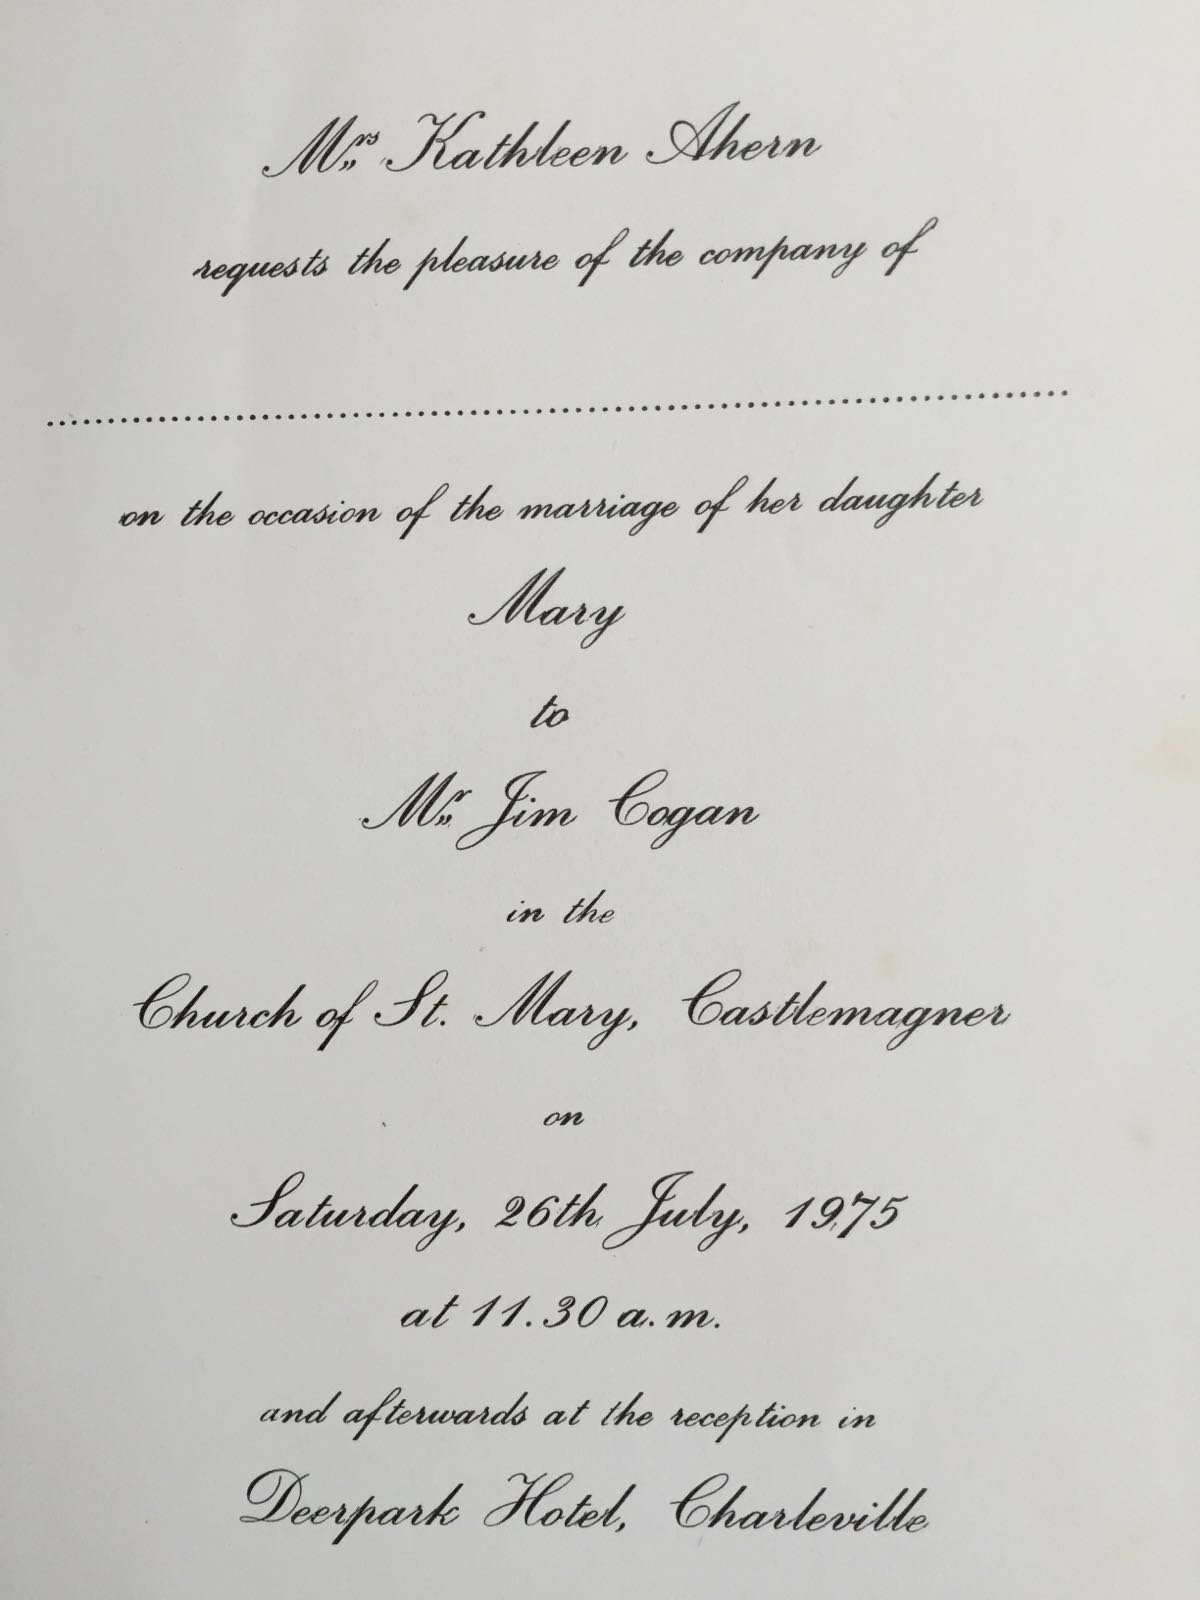 Mrs Kathleen Ahern
requests the pleasure of the company of
on the occasion of the marriage of her daughter
Mary
to
Mr Jim Cogan
in the
Church of St. Mary, Castlemagner
on
Saturday, 26th July, 1975
at 11.30 a.m.
and afterwards at the reception in
Deerpark Hotel, Charleville